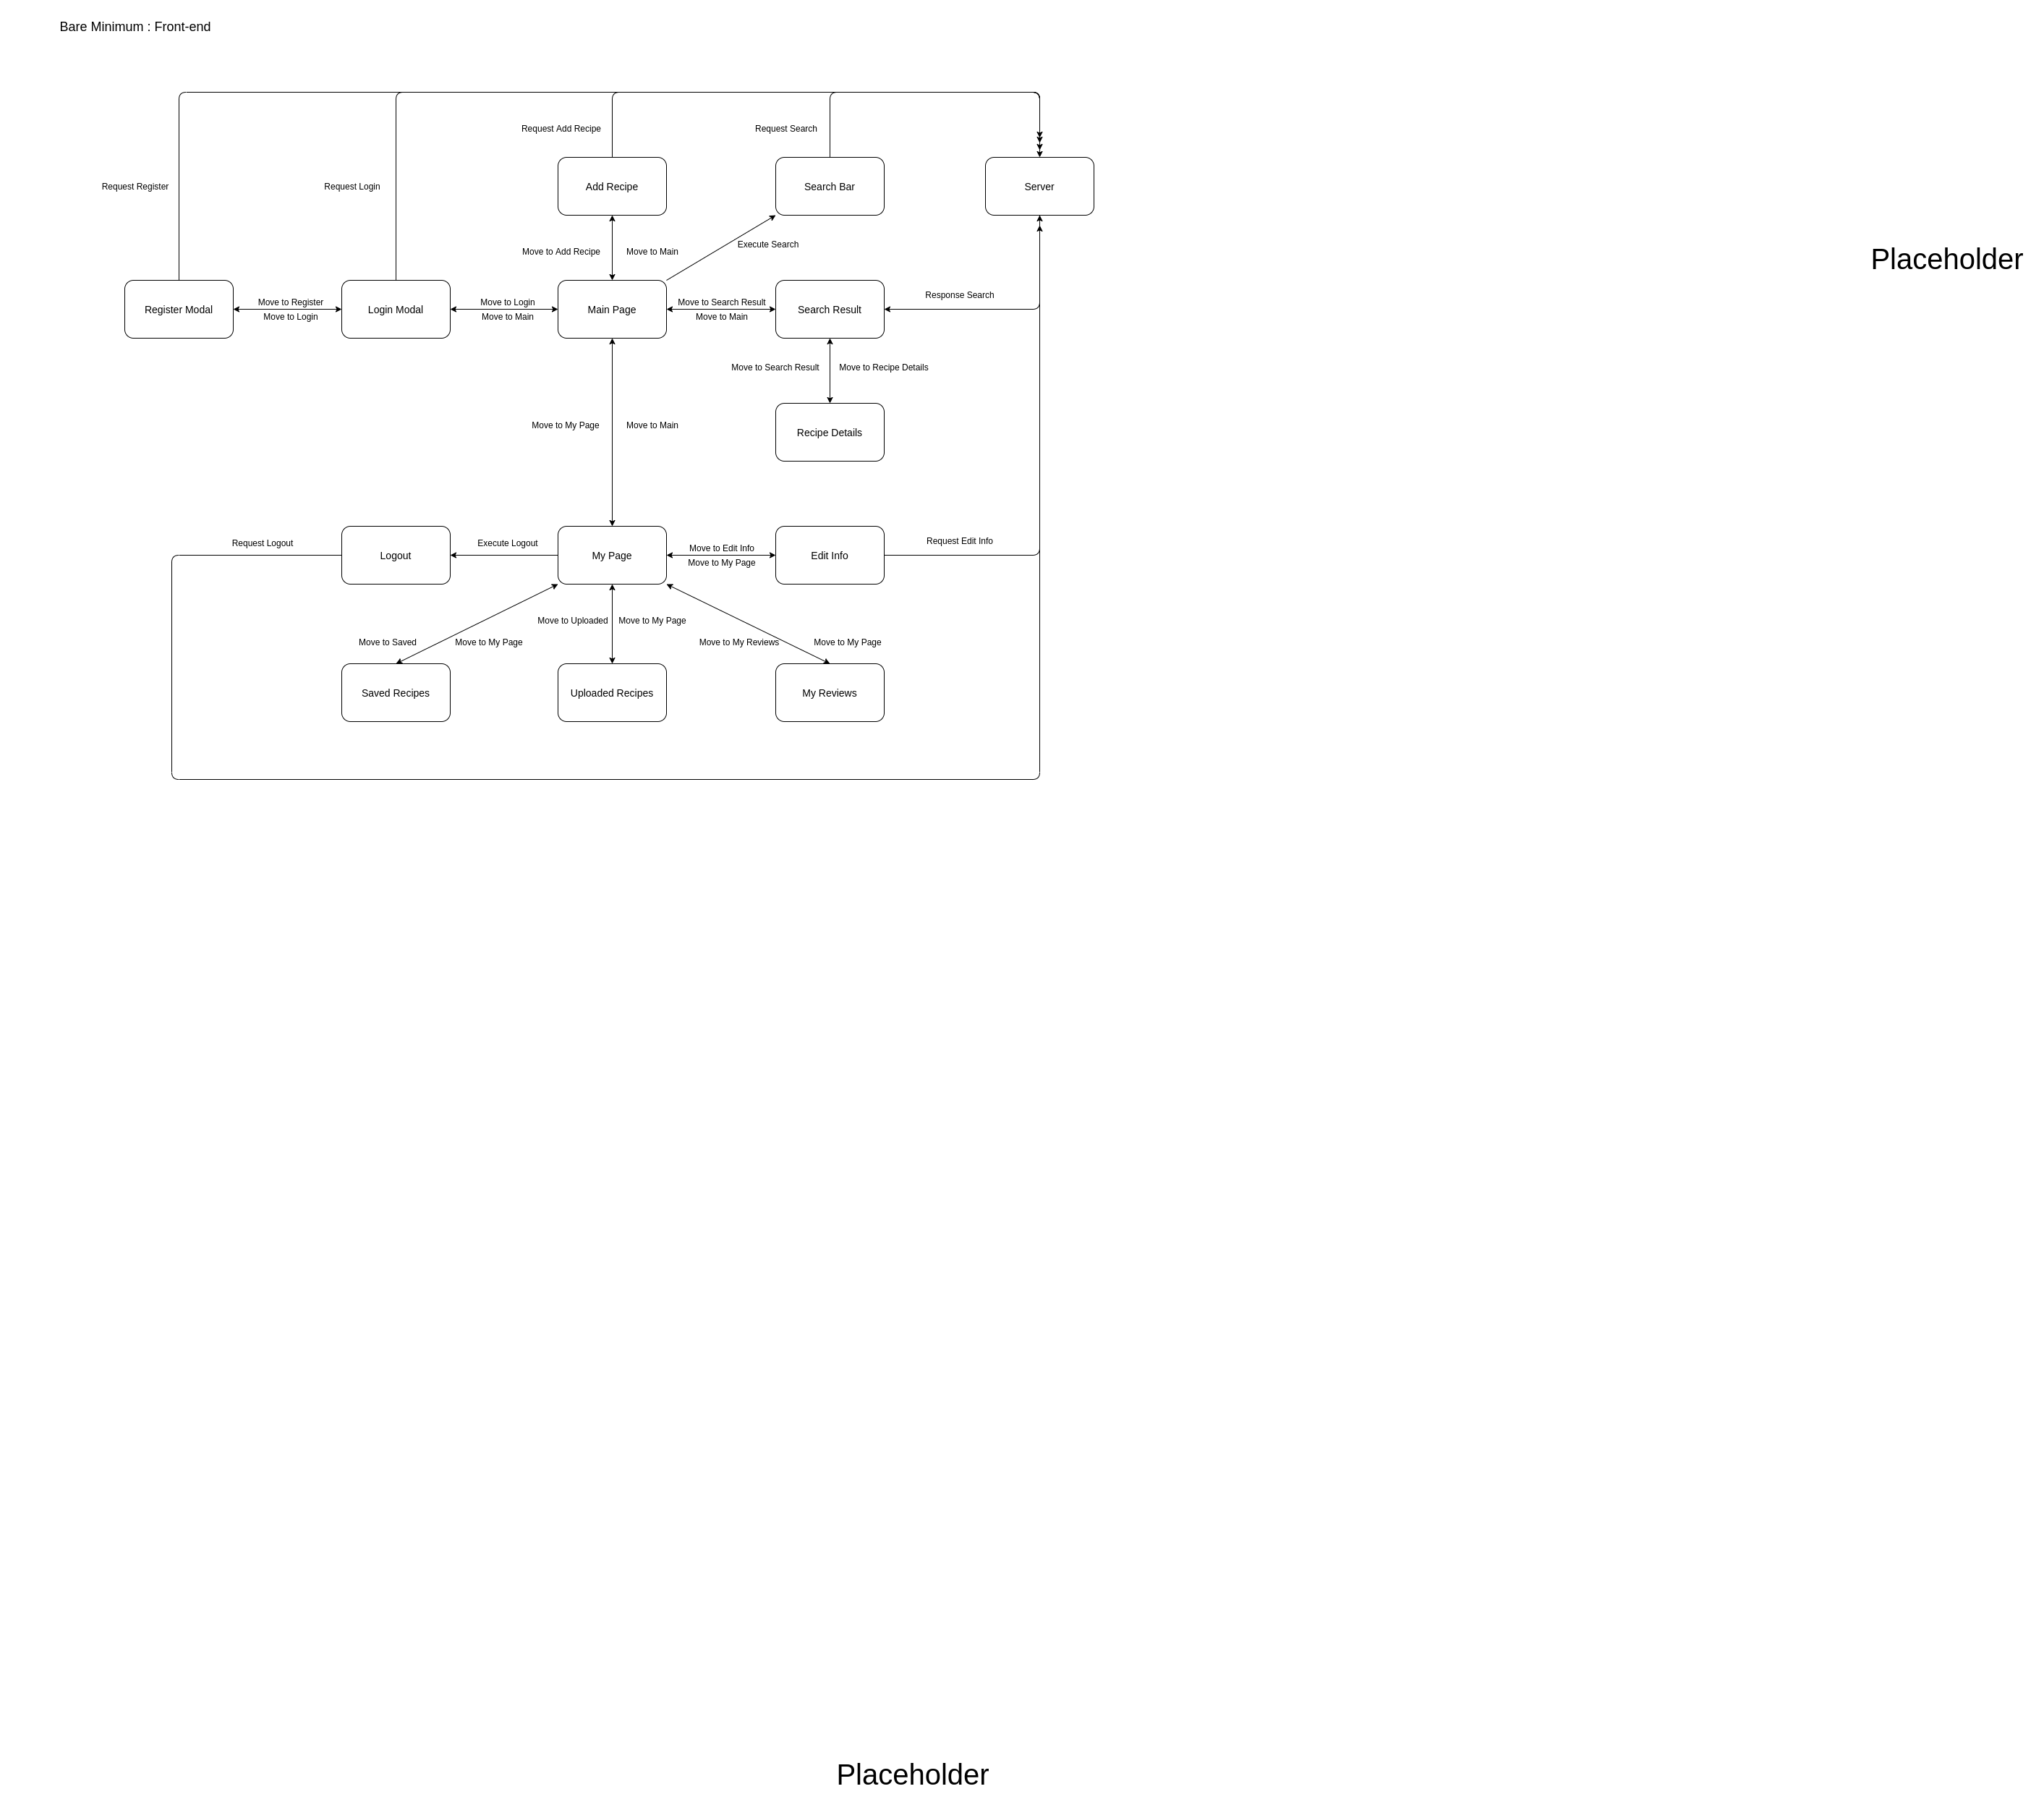 Bare Minimum : Front-end
Request Add Recipe
Request Search
Request Register
Request Login
Add Recipe
Search Bar
Server
Move to Add Recipe
Move to Main
Execute Search
Placeholder
Register Modal
Move to Register
Move to Login
Login Modal
Move to Login
Move to Main
Main Page
Move to Search Result
Move to Main
Search Result
Response Search
Move to Search Result
Move to Recipe Details
Move to My Page
Move to Main
Recipe Details
Request Logout
Logout
Execute Logout
My Page
Move to Edit Info
Move to My Page
Edit Info
Request Edit Info
Move to Saved
Move to My Page
Move to Uploaded
Move to My Page
Move to My Reviews
Move to My Page
Saved Recipes
Uploaded Recipes
My Reviews
Placeholder